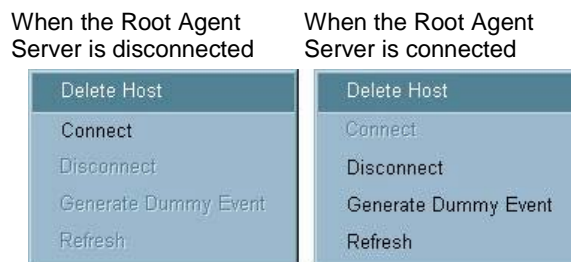 When the Root Agent
Server is disconnected
Delete Host
Connect
Disconnect
Generate Dummy Event
Refresh
When the Root Agent
Server is connected
Delete Host
Connect
Disconnect
Generate Dummy Event
Refresh